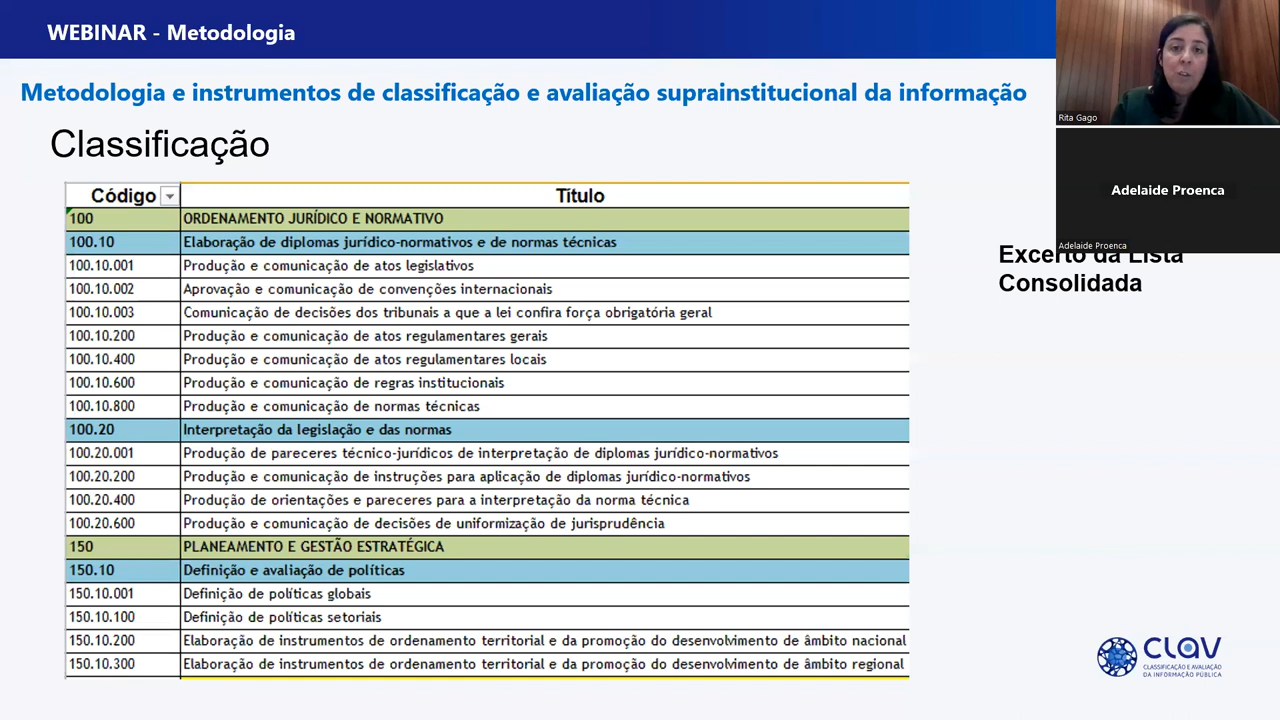 WEBINAR - Metodologia
Metodologia e instrumentos de classificação e avaliação suprainstitucional da informação
Classificação
Código Título
100 ORDENAMENTO JURÍDICO E NORMATIVO
100.10 Elaboração de diplomas jurídico-normativos e de normas técnicas
100.10.001 Produção e comunicação de atos legislativos
100.10.002 Aprovação e comunicação de convenções internacionais
100.10.003 Comunicação de decisões dos tribunais a que a lei confira força obrigatória geral
100.10.200 Produção e comunicação de atos regulamentares gerais
100.10.400 Produção e comunicação de atos regulamentares locais
100.10.600 Produção e comunicação de regras institucionais
100.10.800 Produção e comunicação de normas técnicas
100.20 Interpretação da legislação e das normas
100.20.001 Produção de pareceres técnico-jurídicos de interpretação de diplomas jurídico-normativos
100.20.200 Produção e comunicação de instruções para aplicação de diplomas jurídico-normativos
100.20.400 Produção de orientações e pareceres para a interpretação da norma técnica
100.20.600 Produção e comunicação de decisões de uniformização de jurisprudência
150 PLANEAMENTO E GESTÃO ESTRATÉGICA
150.10 Definição e avaliação de políticas
150.10.001 Definição de políticas globais
150.10.100 Definição de políticas setoriais
150.10.200 Elaboração de instrumentos de ordenamento territorial e da promoção do desenvolvimento de âmbito nacional
150.10.300 Elaboração de instrumentos de ordenamento territorial e da promoção do desenvolvimento de âmbito regional
Rita Gago
Adelaide Proenca
Adelaide Proenca
Excerto da Lista
Consolidada
CLAV
CLASSIFICAÇÃO E AVALIAÇÃO
DA INFORMAÇÃO PÚBLICA